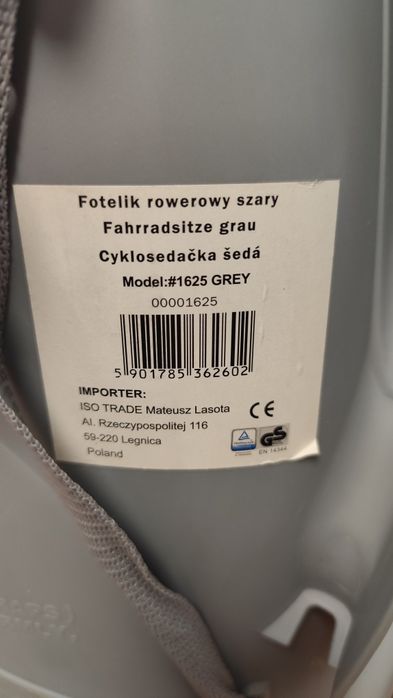 Fotelik rowerowy szary
Fahrradsitze grau
Cyklosedačka šedá
Model:#1625 GREY
00001625
5 901785 362602
IMPORTER:
ISO TRADE Mateusz Lasota
Al. Rzeczypospolitej 116
59-220 Legnica
Poland
CE
GS
EN 14344